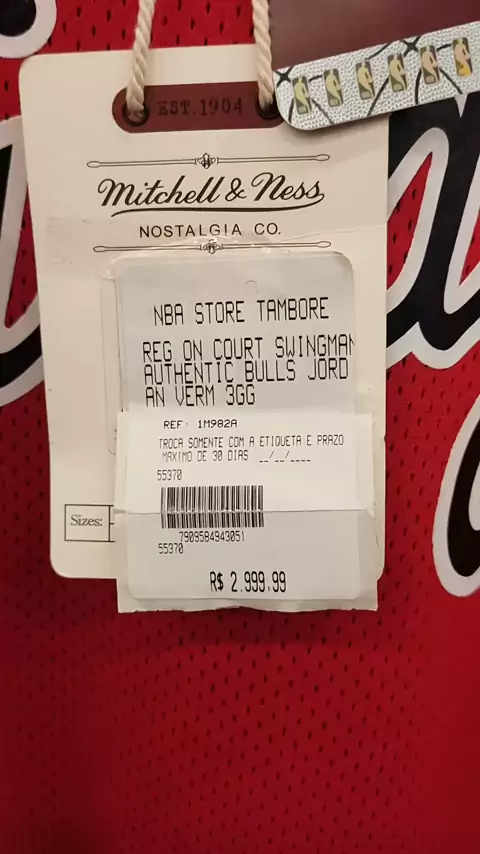 EST.1904
Mitchell & Ness
NOSTALGIA CO.
NBA STORE TAMBORE
REG ON COURT SWINGMAN
AUTHENTIC BULLS JORD
AN VERM 3GG
REF: 1M982A
TROCA SOMENTE COM A ETIQUETA E PRAZO
MAXIMO DE 30 DIAS __/__/____
55370
7909584943051
55370
R$ 2.999,99
Sizes: